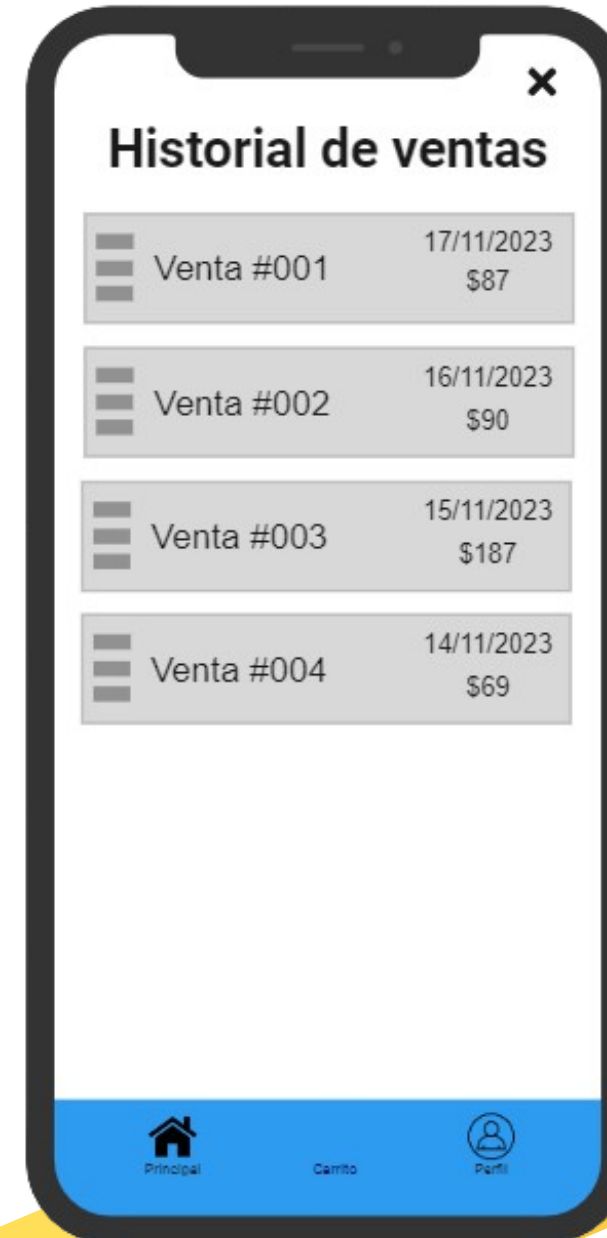 Historial de ventas
Venta #001
17/11/2023
$87
Venta #002
16/11/2023
$90
Venta #003
15/11/2023
$187
Venta #004
14/11/2023
$69
Principal
Carrito
Perfil